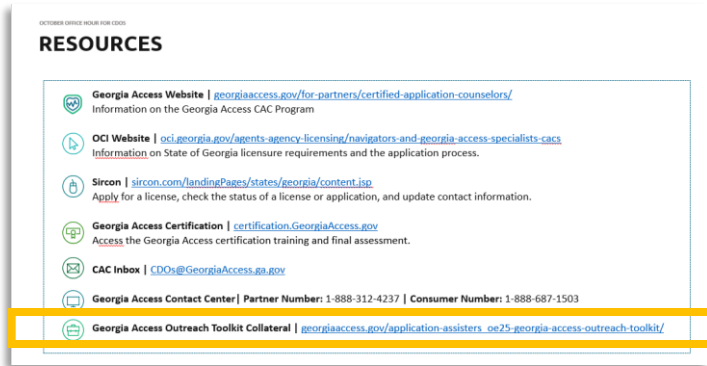 OCTOBER OFFICE HOUR FOR CDOS
RESOURCES
Georgia Access Website | georgiaaccess.gov/for-partners/certified-application-counselors/
Information on the Georgia Access CAC Program
OCI Website | oci.georgia.gov/agents-agency-licensing/navigators-and-georgia-access-specialists-cacs
Information on State of Georgia licensure requirements and the application process.
Sircon | sircon.com/landingPages/states/georgia/content.jsp
Apply for a license, check the status of a license or application, and update contact information.
Georgia Access Certification | certification.GeorgiaAccess.gov
Access the Georgia Access certification training and final assessment.
CAC Inbox | CDOs@GeorgiaAccess.ga.gov
Georgia Access Contact Center| Partner Number: 1-888-312-4237 | Consumer Number: 1-888-687-1503
Georgia Access Outreach Toolkit Collateral | georgiaaccess.gov/application-assisters_oe25-georgia-access-outreach-toolkit/